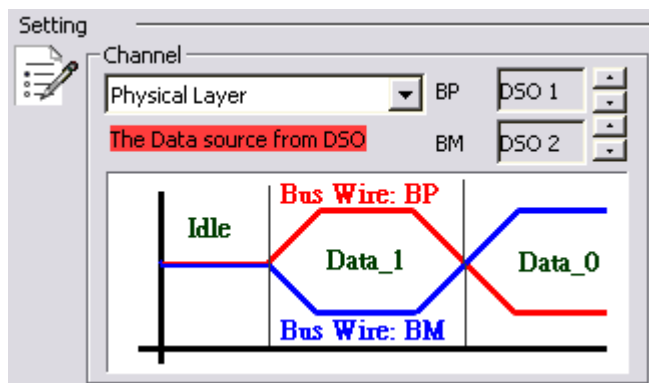 Setting
Channel
Physical Layer BP DSO 1
The Data source from DSO BM DSO 2
Bus Wire: BP
Idle
Data_1 Data_0
Bus Wire: BM